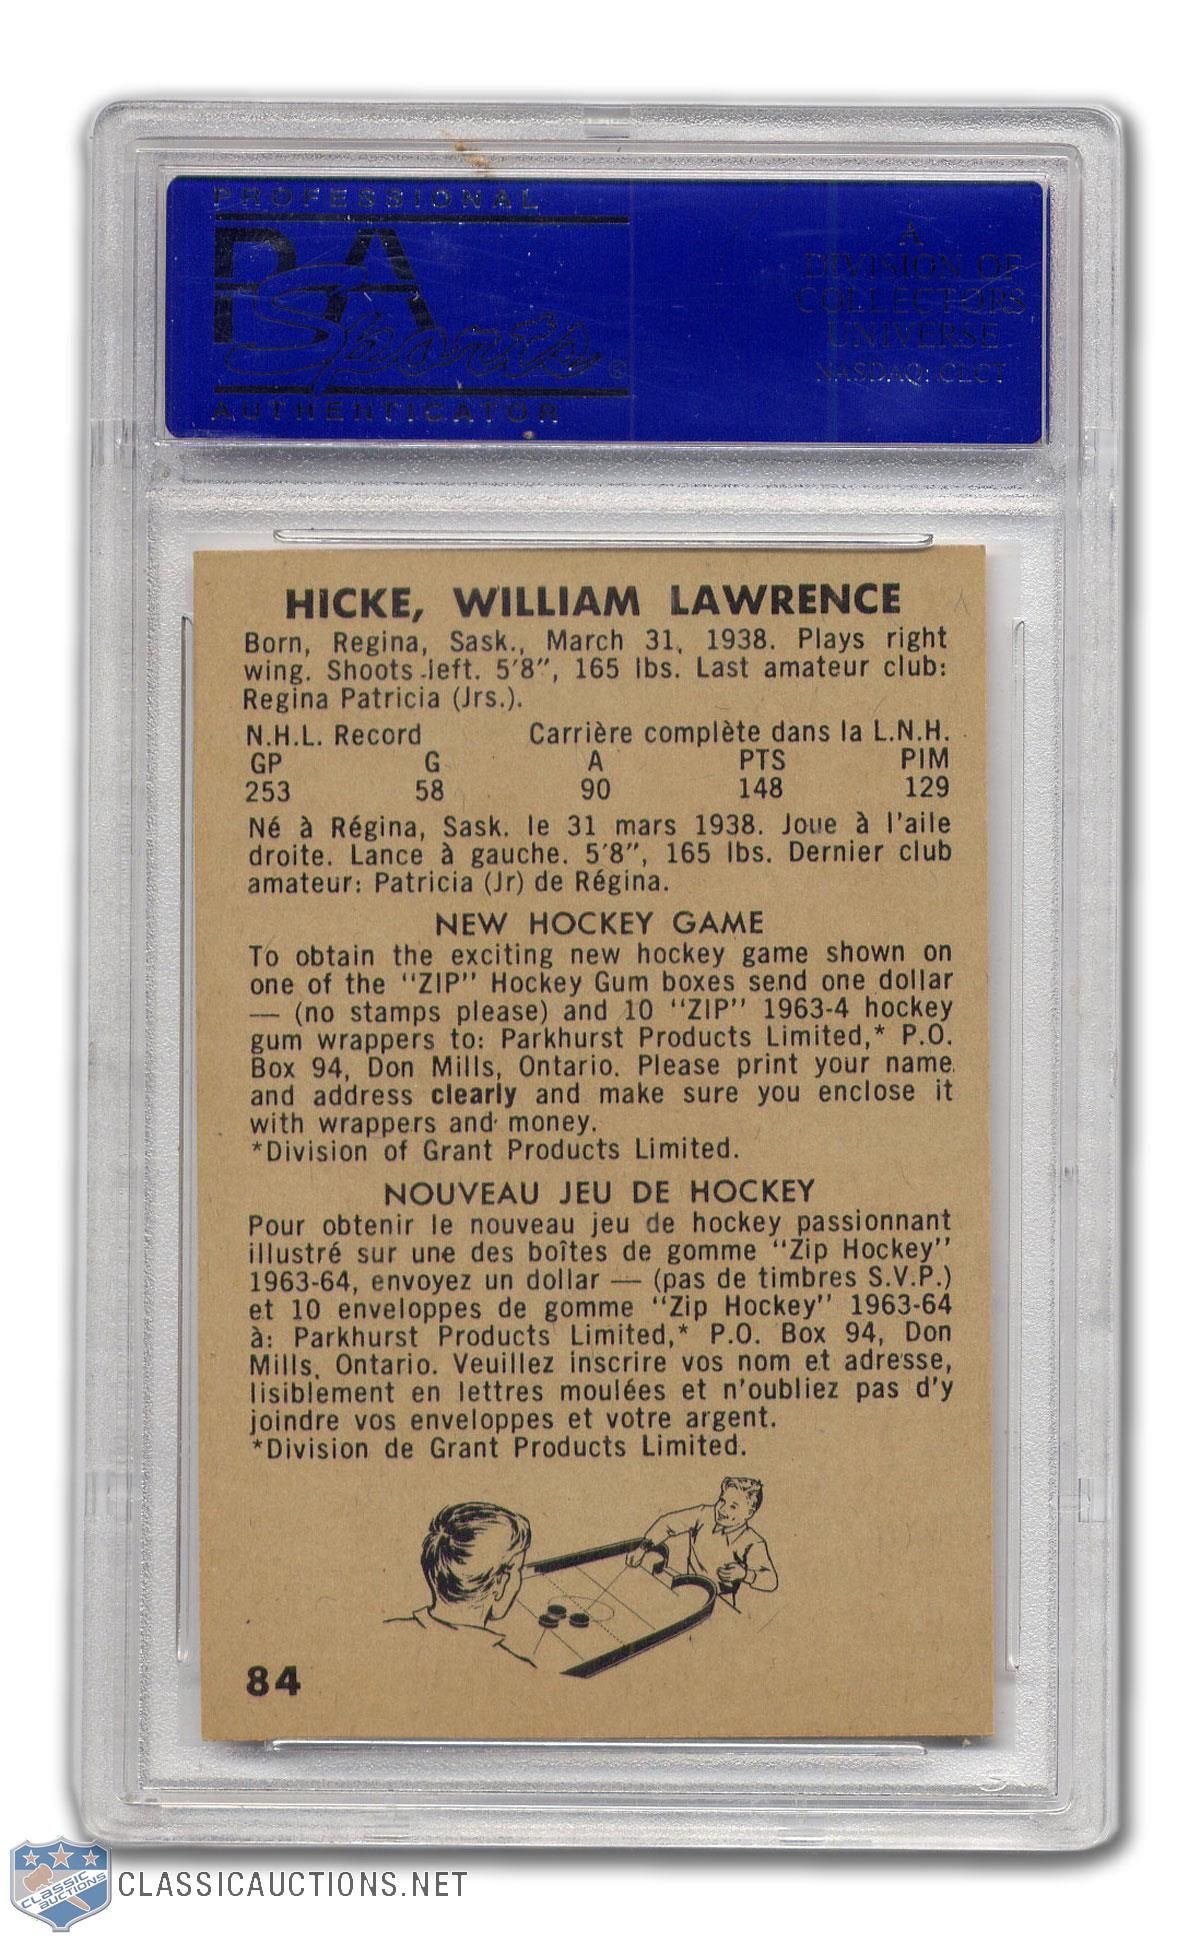 PROFESSIONAL
PSA
Sports®
AUTHENTICATOR
A
DIVISION OF
COLLECTORS
UNIVERSE
NASDAQ: CLCT
HICKE, WILLIAM LAWRENCE
Born, Regina, Sask., March 31, 1938. Plays right
wing. Shoots left. 5'8", 165 lbs. Last amateur club:
Regina Patricia (Jrs.).
N.H.L. Record Carrière complète dans la L.N.H.
GP G A PTS PIM
253 58 90 148 129
Né à Régina, Sask. le 31 mars 1938. Joue à l'aile
droite. Lance à gauche. 5'8", 165 lbs. Dernier club
amateur: Patricia (Jr) de Régina.
NEW HOCKEY GAME
To obtain the exciting new hockey game shown on
one of the "ZIP" Hockey Gum boxes send one dollar
— (no stamps please) and 10 "ZIP" 1963-4 hockey
gum wrappers to: Parkhurst Products Limited,* P.O.
Box 94, Don Mills, Ontario. Please print your name
and address clearly and make sure you enclose it
with wrappers and money.
*Division of Grant Products Limited.
NOUVEAU JEU DE HOCKEY
Pour obtenir le nouveau jeu de hockey passionnant
illustré sur une des boîtes de gomme "Zip Hockey"
1963-64, envoyez un dollar — (pas de timbres S.V.P.)
et 10 enveloppes de gomme "Zip Hockey" 1963-64
à: Parkhurst Products Limited,* P.O. Box 94, Don
Mills, Ontario. Veuillez inscrire vos nom et adresse,
lisiblement en lettres moulées et n'oubliez pas d'y
joindre vos enveloppes et votre argent.
*Division de Grant Products Limited.
84
CLASSIC
AUCTIONS
CLASSICAUCTIONS.NET